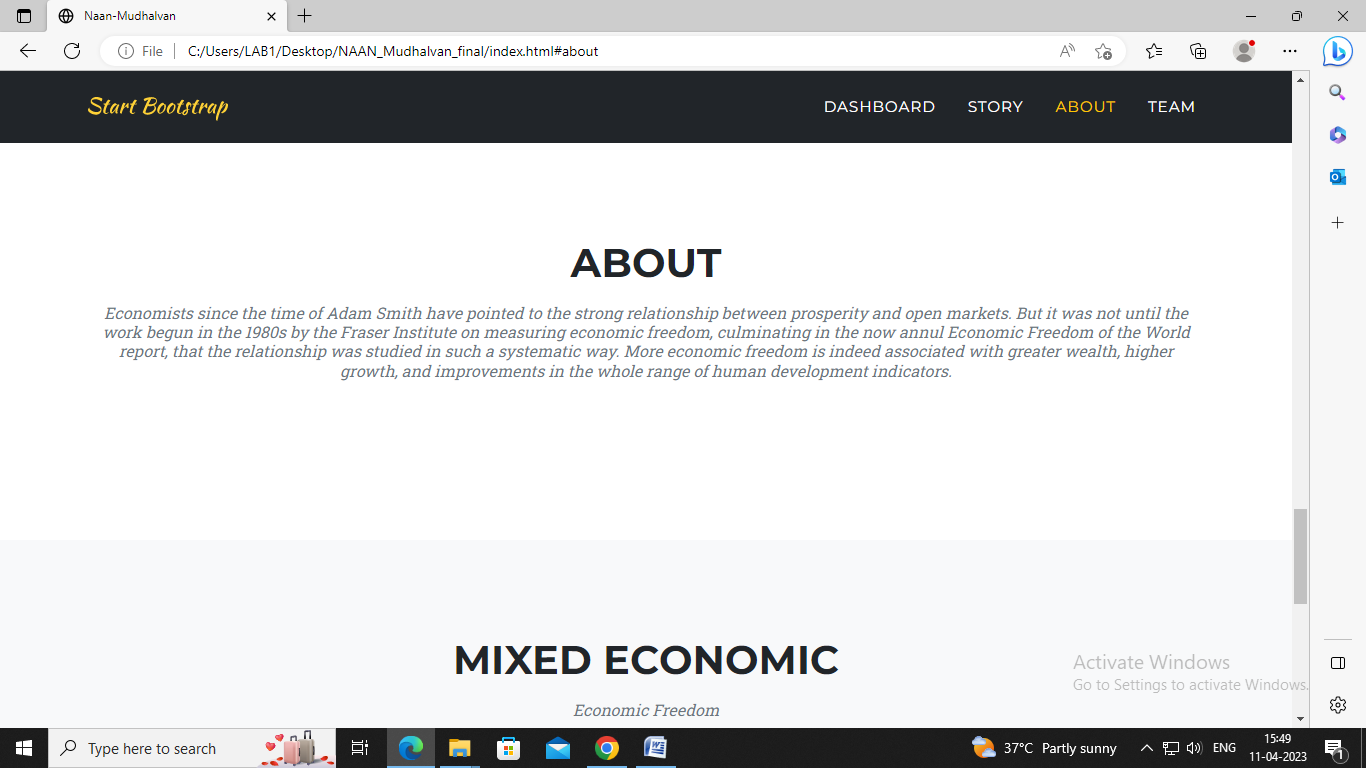 Naan-Mudhalvan
File
C:/Users/LAB1/Desktop/NAAN_Mudhalvan_final/index.html#about
Start Bootstrap
DASHBOARD
STORY
ABOUT
TEAM
ABOUT
Economists since the time of Adam Smith have pointed to the strong relationship between prosperity and open markets. But it was not until the
work begun in the 1980s by the Fraser Institute on measuring economic freedom, culminating in the now annul Economic Freedom of the World
report, that the relationship was studied in such a systematic way. More economic freedom is indeed associated with greater wealth, higher
growth, and improvements in the whole range of human development indicators.
MIXED ECONOMIC
Economic Freedom
Activate Windows
Go to Settings to activate Windows.
Type here to search
37°C Partly sunny
ENG
15:49
11-04-2023
1